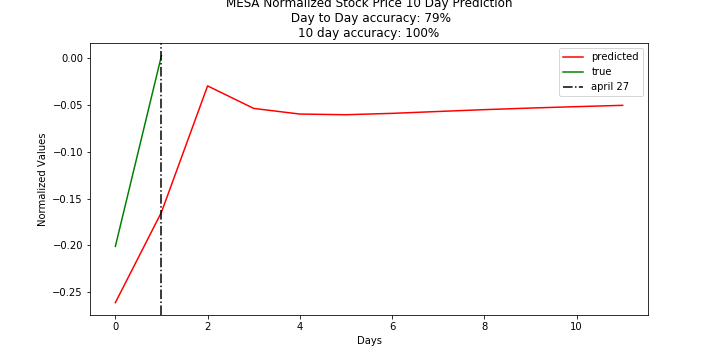 MESA Normalized Stock Price 10 Day Prediction
Day to Day accuracy: 79%
10 day accuracy: 100%
0.00
−0.05
−0.10
−0.15
−0.20
−0.25
Normalized Values
predicted
true
april 27
0 2 4 6 8 10
Days